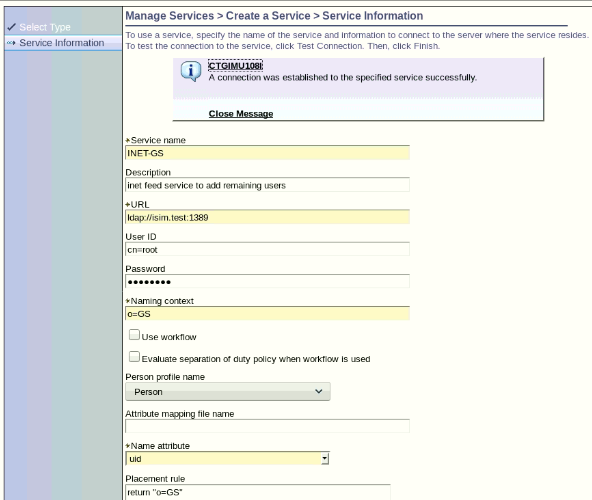 Manage Services > Create a Service > Service Information
Select Type
Service Information
To use a service, specify the name of the service and information to connect to the server where the service resides.
To test the connection to the service, click Test Connection. Then, click Finish.
CTGIMU108I
A connection was established to the specified service successfully.
Close Message
*Service name
INET-GS
Description
inet feed service to add remaining users
*URL
ldap://isim.test:1389
User ID
cn=root
Password
●●●●●●●●
*Naming context
o=GS
Use workflow
Evaluate separation of duty policy when workflow is used
Person profile name
Person
Attribute mapping file name
*Name attribute
uid
Placement rule
return "o=GS"